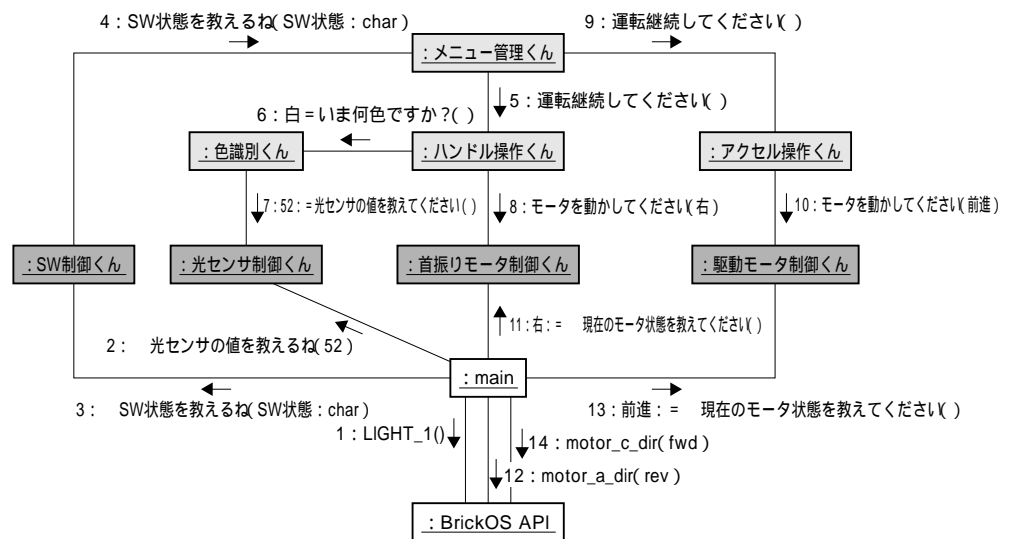 4：SW状態を教えるね(SW状態：char)
9：運転継続してください( )
：メニュー管理くん
5：運転継続してください( )
6：白＝いま何色ですか？( )
：色識別くん
：ハンドル操作くん
：アクセル操作くん
7：52：＝光センサの値を教えてください( )
8：モータを動かしてください(右)
10：モータを動かしてください(前進)
：SW制御くん
：光センサ制御くん
：首振りモータ制御くん
：駆動モータ制御くん
11：右：＝ 現在のモータ状態を教えてください( )
2： 光センサの値を教えるね(52)
：main
3： SW状態を教えるね(SW状態：char)
13：前進：＝ 現在のモータ状態を教えてください( )
1：LIGHT_1()
14：motor_c_dir(fwd)
12：motor_a_dir(rev)
：BrickOS API